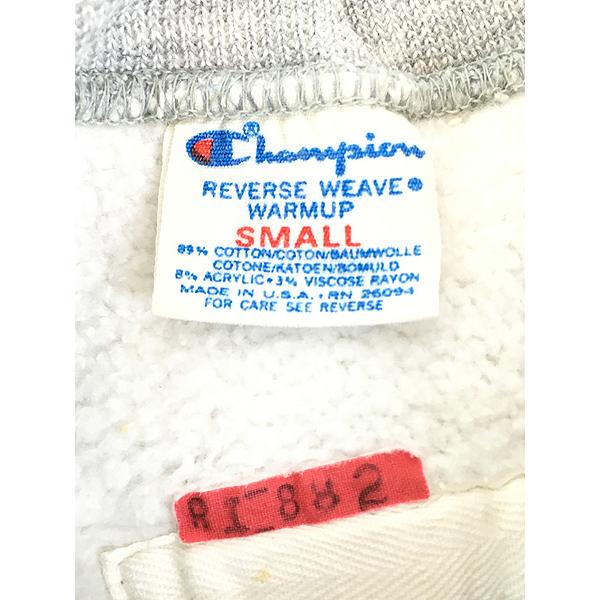 Champion®
REVERSE WEAVE®
WARMUP
SMALL
89% COTTON/COTON/BAUMWOLLE
COTONE/KATOEN/BOMULD
8% ACRYLIC•3% VISCOSE RAYON
MADE IN U.S.A.•RN 26094
FOR CARE SEE REVERSE